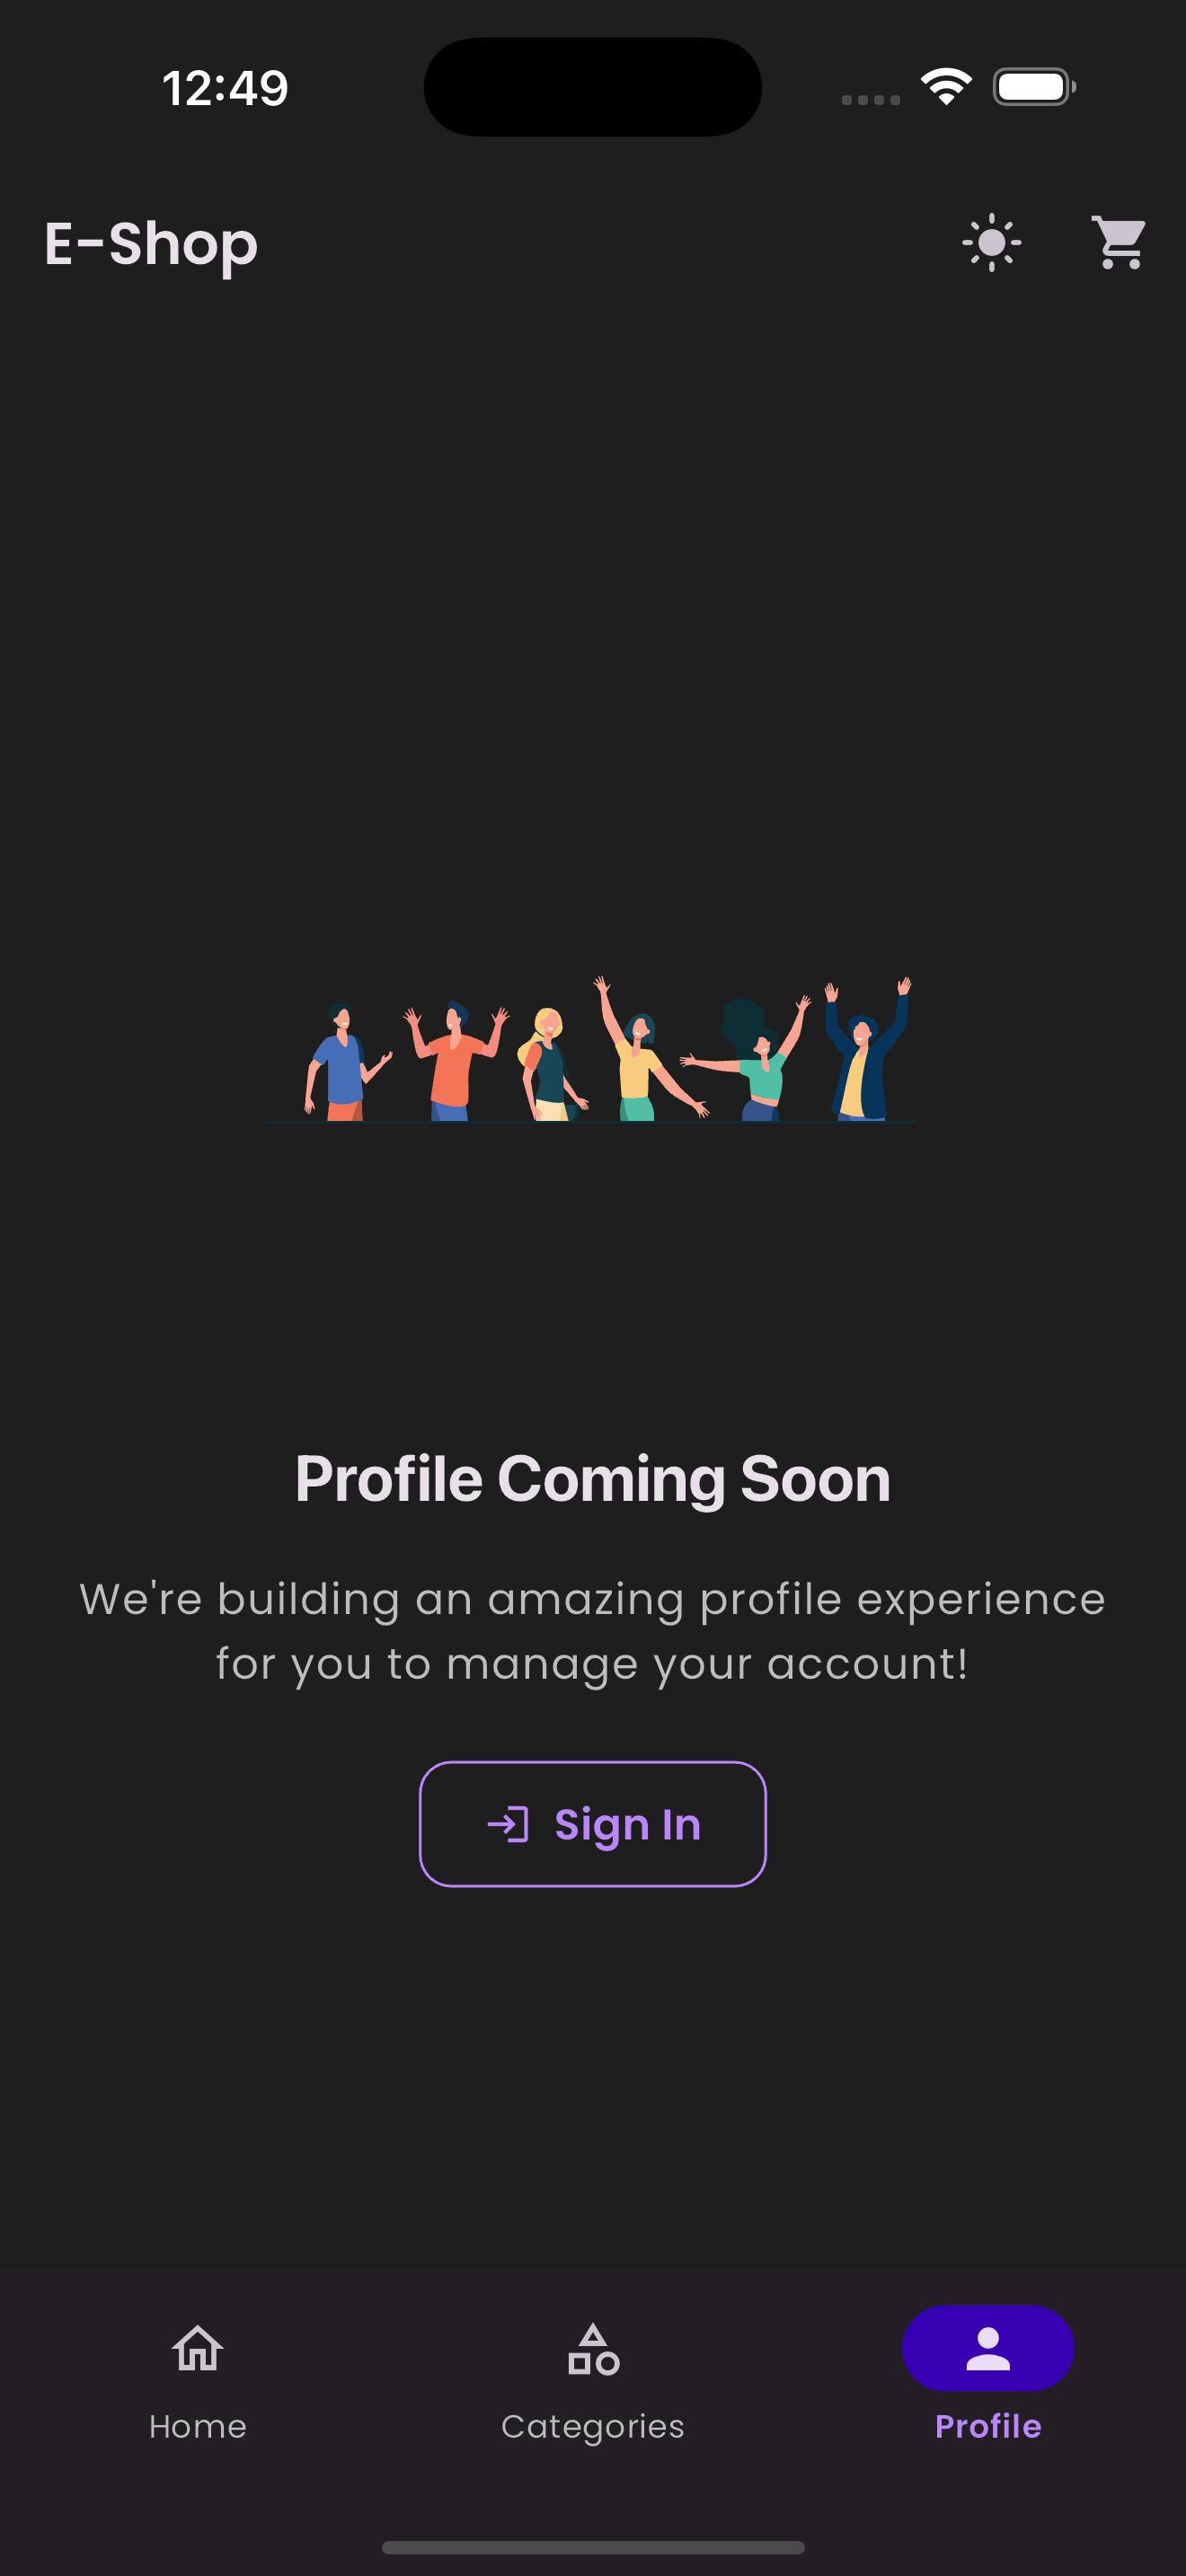 12:49
E-Shop
Profile Coming Soon
We're building an amazing profile experience
for you to manage your account!
Sign In
Home
Categories
Profile